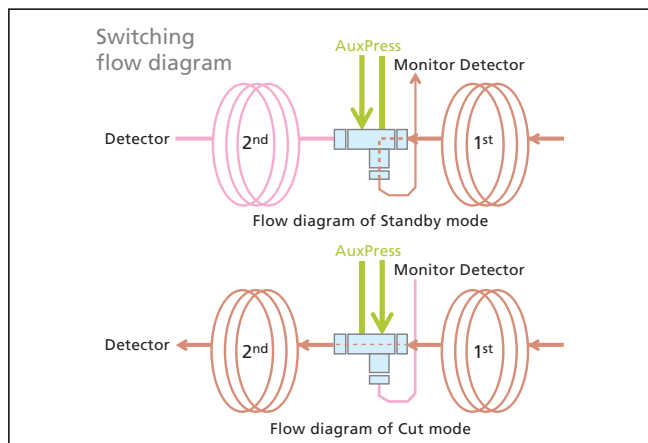 Switching
flow diagram
AuxPress
Monitor Detector
Detector
2nd
1st
Flow diagram of Standby mode
AuxPress
Monitor Detector
Detector
2nd
1st
Flow diagram of Cut mode